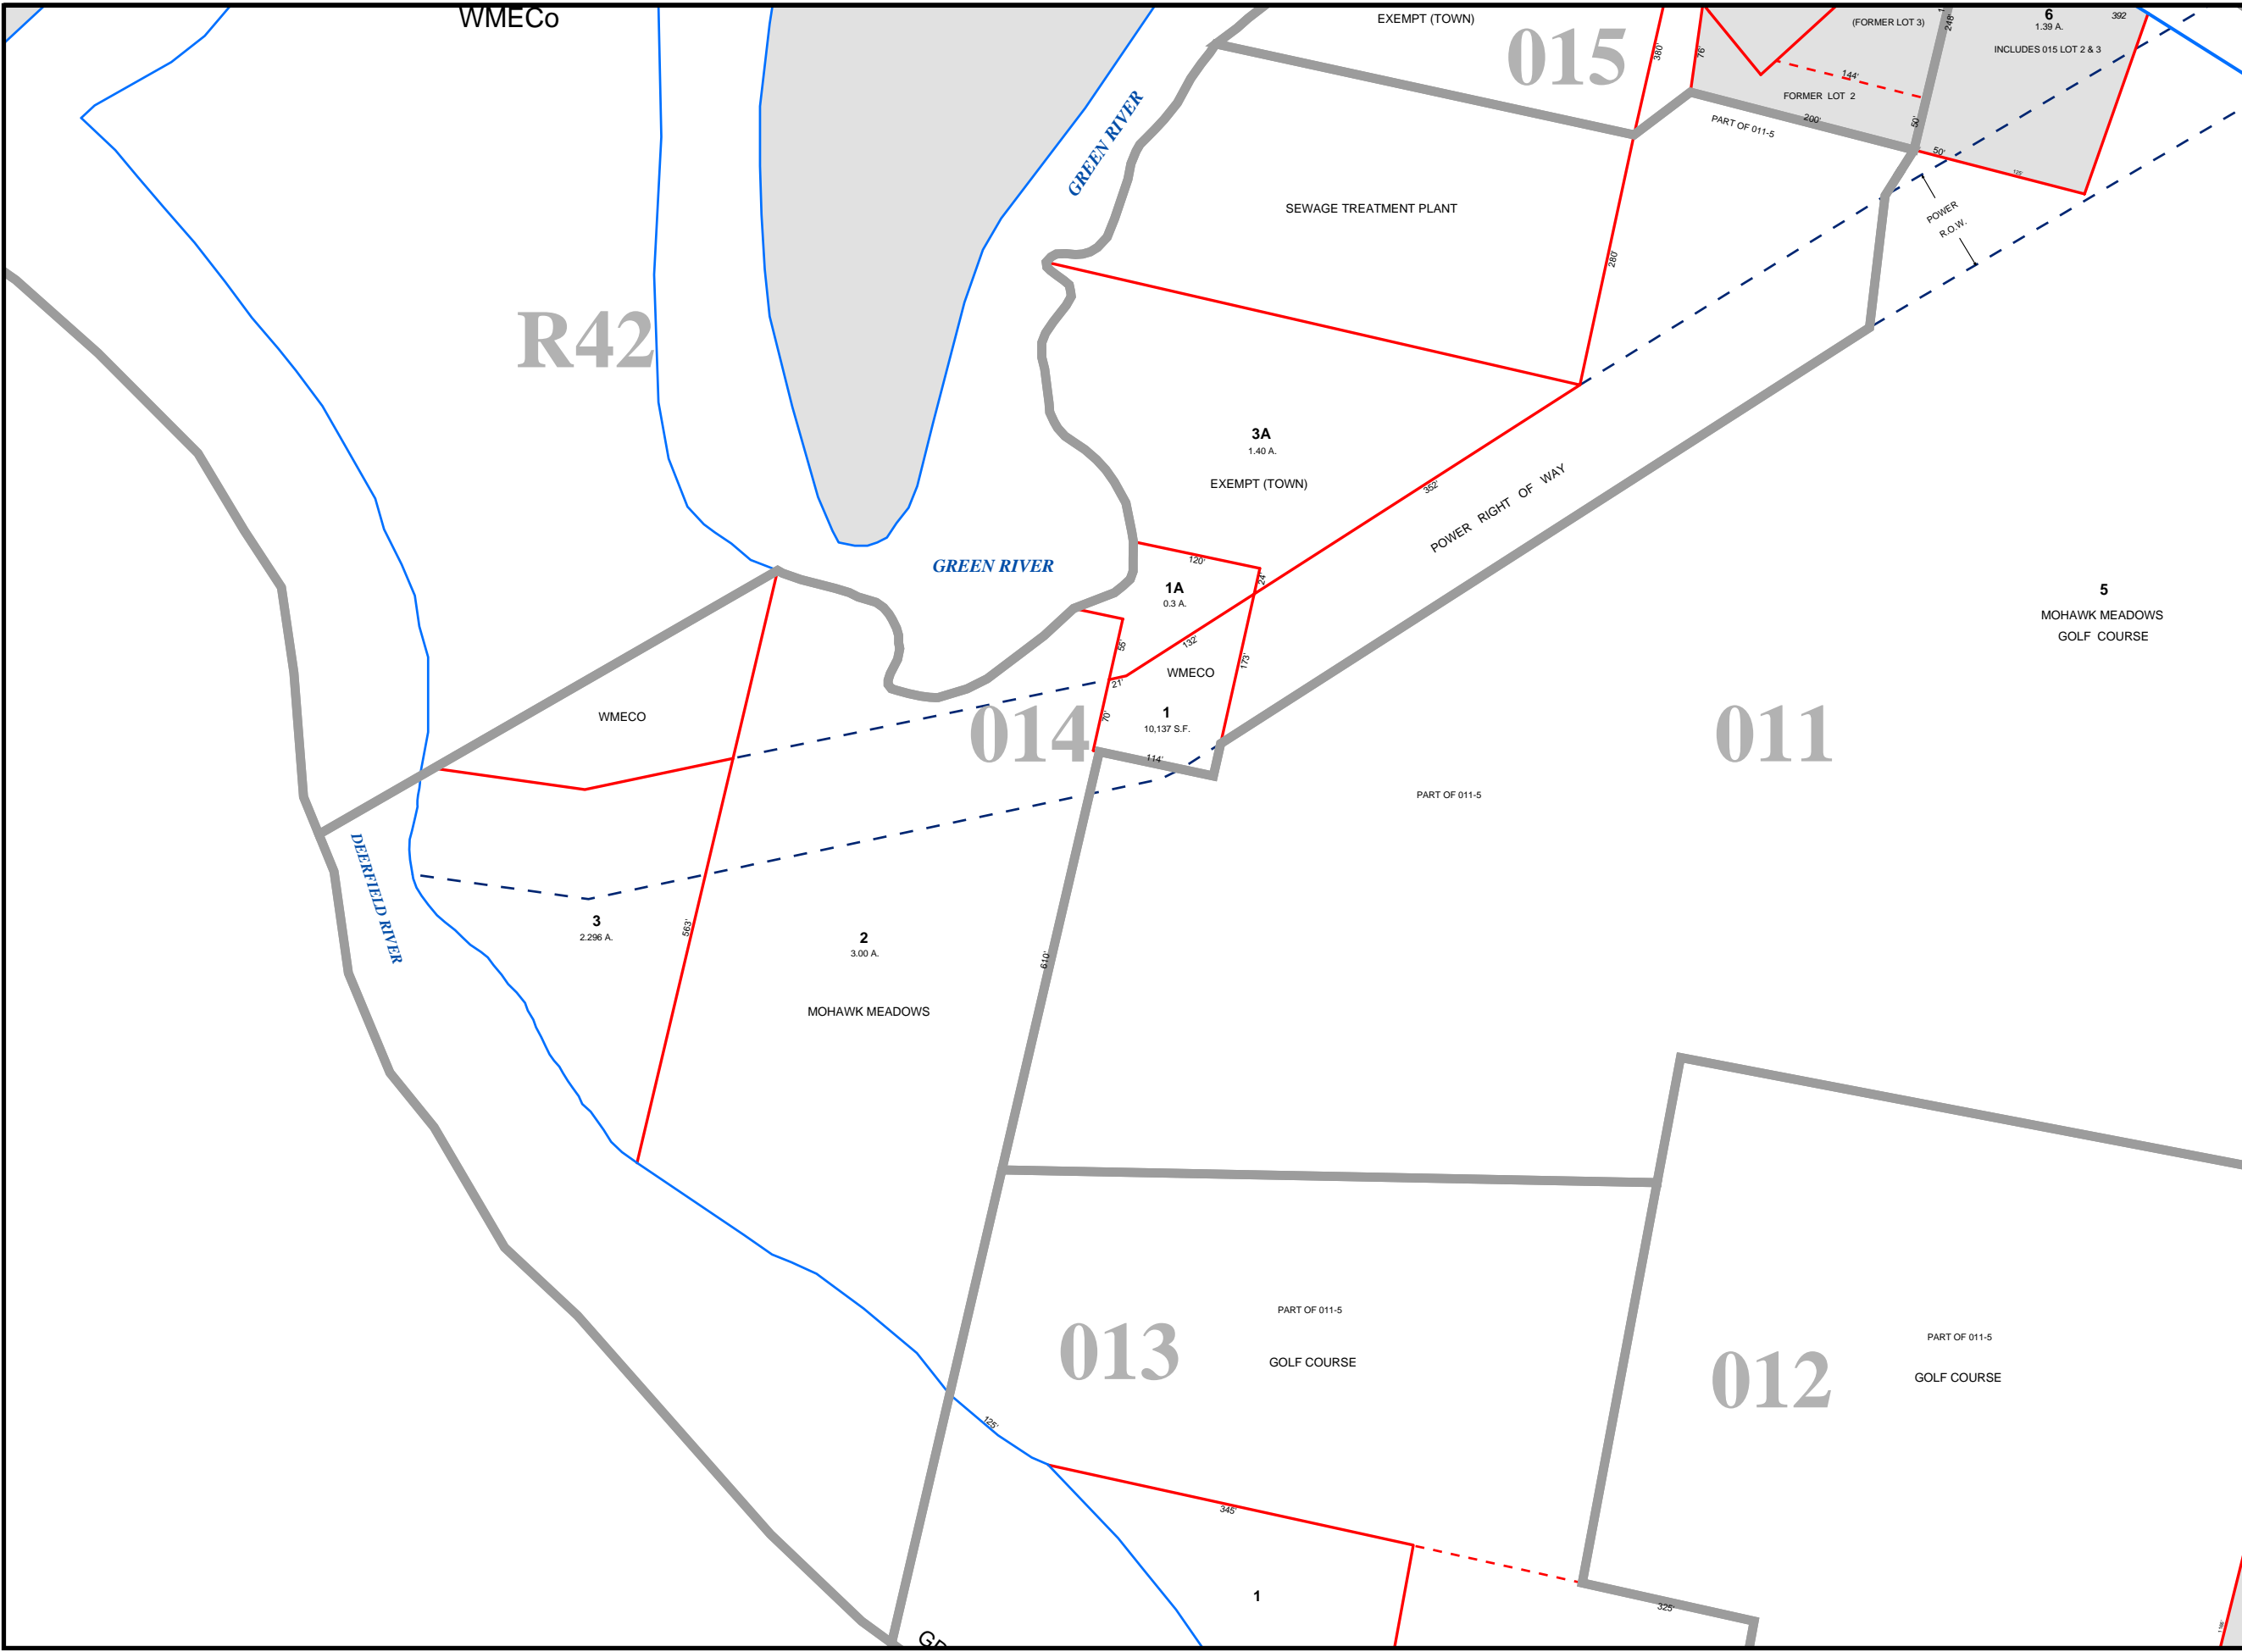 WMECo
EXEMPT (TOWN)
015
380'
76'
(FORMER LOT 3)
248'
6
1.39 A.
392
INCLUDES 015 LOT 2 & 3
144'
FORMER LOT 2
200'
50'
PART OF 011-5
50'
125'
GREEN RIVER
SEWAGE TREATMENT PLANT
280'
POWER
R.O.W.
R42
3A
1.40 A.
EXEMPT (TOWN)
352'
POWER RIGHT OF WAY
GREEN RIVER
120'
24'
1A
0.3 A.
55'
132'
173'
WMECO
21'
70'
1
10,137 S.F.
114'
014
5
MOHAWK MEADOWS
GOLF COURSE
011
WMECO
PART OF 011-5
DEERFIELD RIVER
3
2.296 A.
563'
2
3.00 A.
610'
MOHAWK MEADOWS
013
PART OF 011-5
GOLF COURSE
012
PART OF 011-5
GOLF COURSE
125'
345'
1
325'